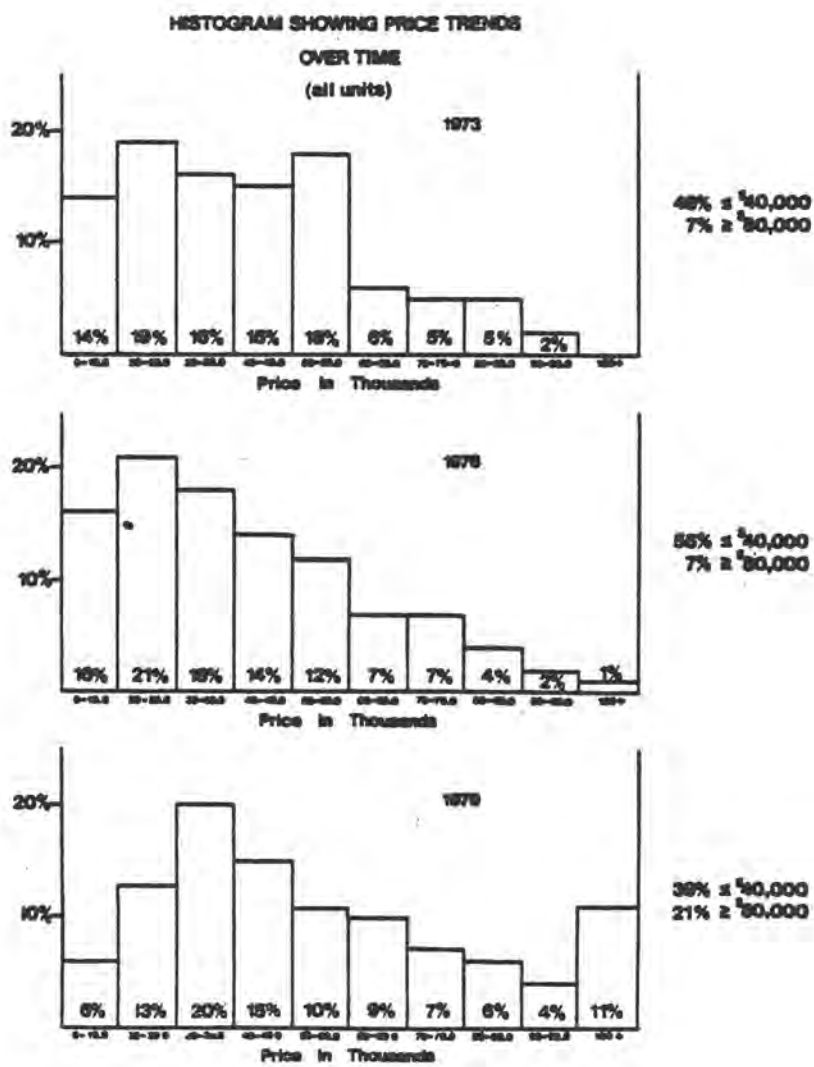 HISTOGRAM SHOWING PRICE TRENDS
OVER TIME
(all units)
1973
20%
10%
14% 19% 16% 15% 18% 6% 5% 5% 2%
Price in Thousands
49% ≤ $40,000
7% ≥ $80,000
1976
20%
10%
16% 21% 18% 14% 12% 7% 7% 4% 2% 1%
Price in Thousands
55% ≤ $40,000
7% ≥ $80,000
1979
20%
10%
6% 13% 20% 15% 10% 9% 7% 6% 4% 11%
Price in Thousands
39% ≤ $40,000
21% ≥ $80,000